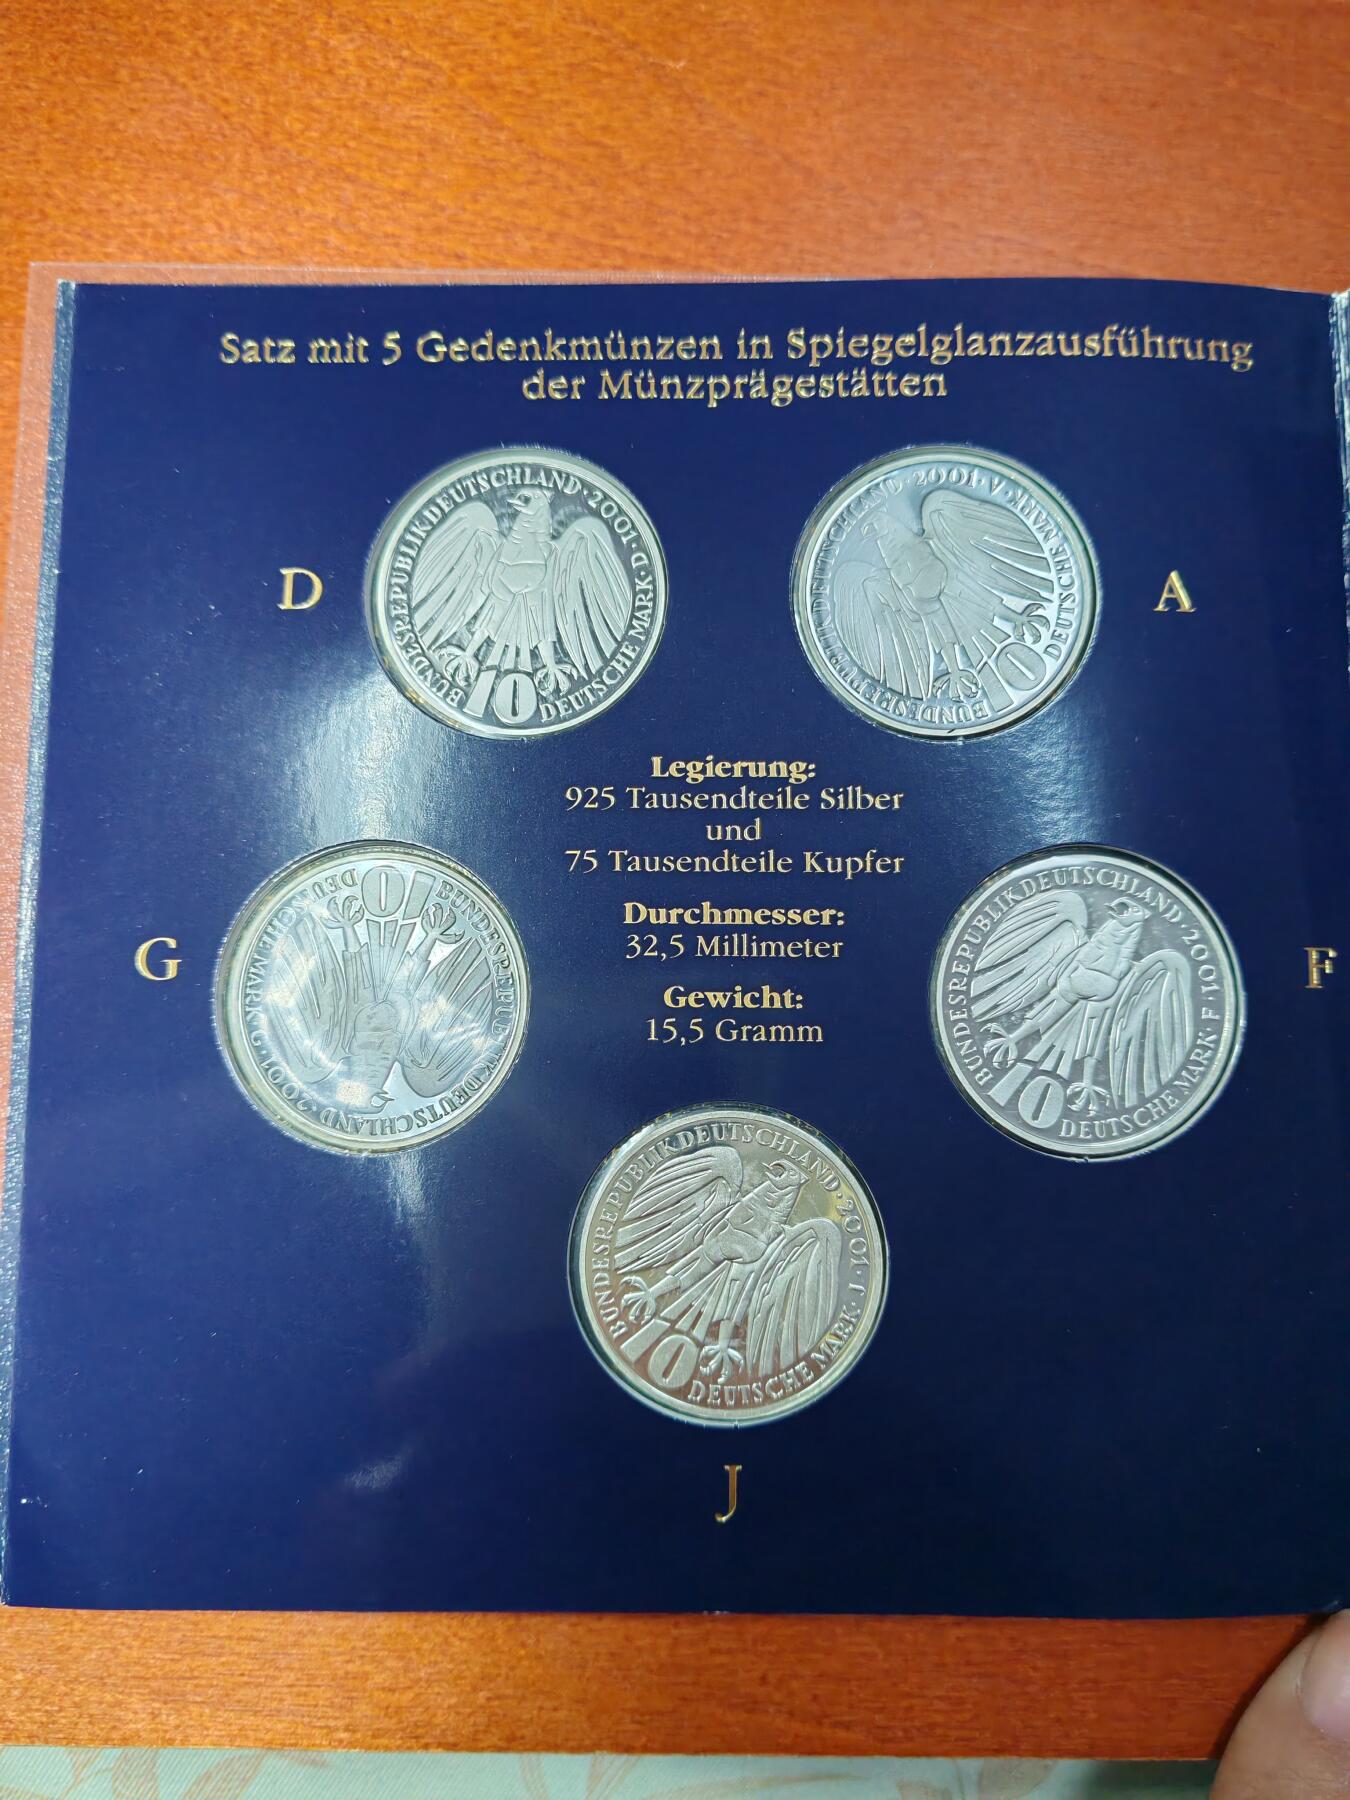 Satz mit 5 Gedenkmünzen in Spiegelglanzausführung
der Münzprägestätten
D
BUNDESREPUBLIK DEUTSCHLAND · 2001 · D · DEUTSCHE MARK
10
A
BUNDESREPUBLIK DEUTSCHLAND · 2001 · A · DEUTSCHE MARK
10
Legierung:
925 Tausendteile Silber
und
75 Tausendteile Kupfer
Durchmesser:
32,5 Millimeter
Gewicht:
15,5 Gramm
G
BUNDESREPUBLIK DEUTSCHLAND · 2001 · G · DEUTSCHE MARK
10
F
BUNDESREPUBLIK DEUTSCHLAND · 2001 · F · DEUTSCHE MARK
10
BUNDESREPUBLIK DEUTSCHLAND · 2001 · J · DEUTSCHE MARK
10
J